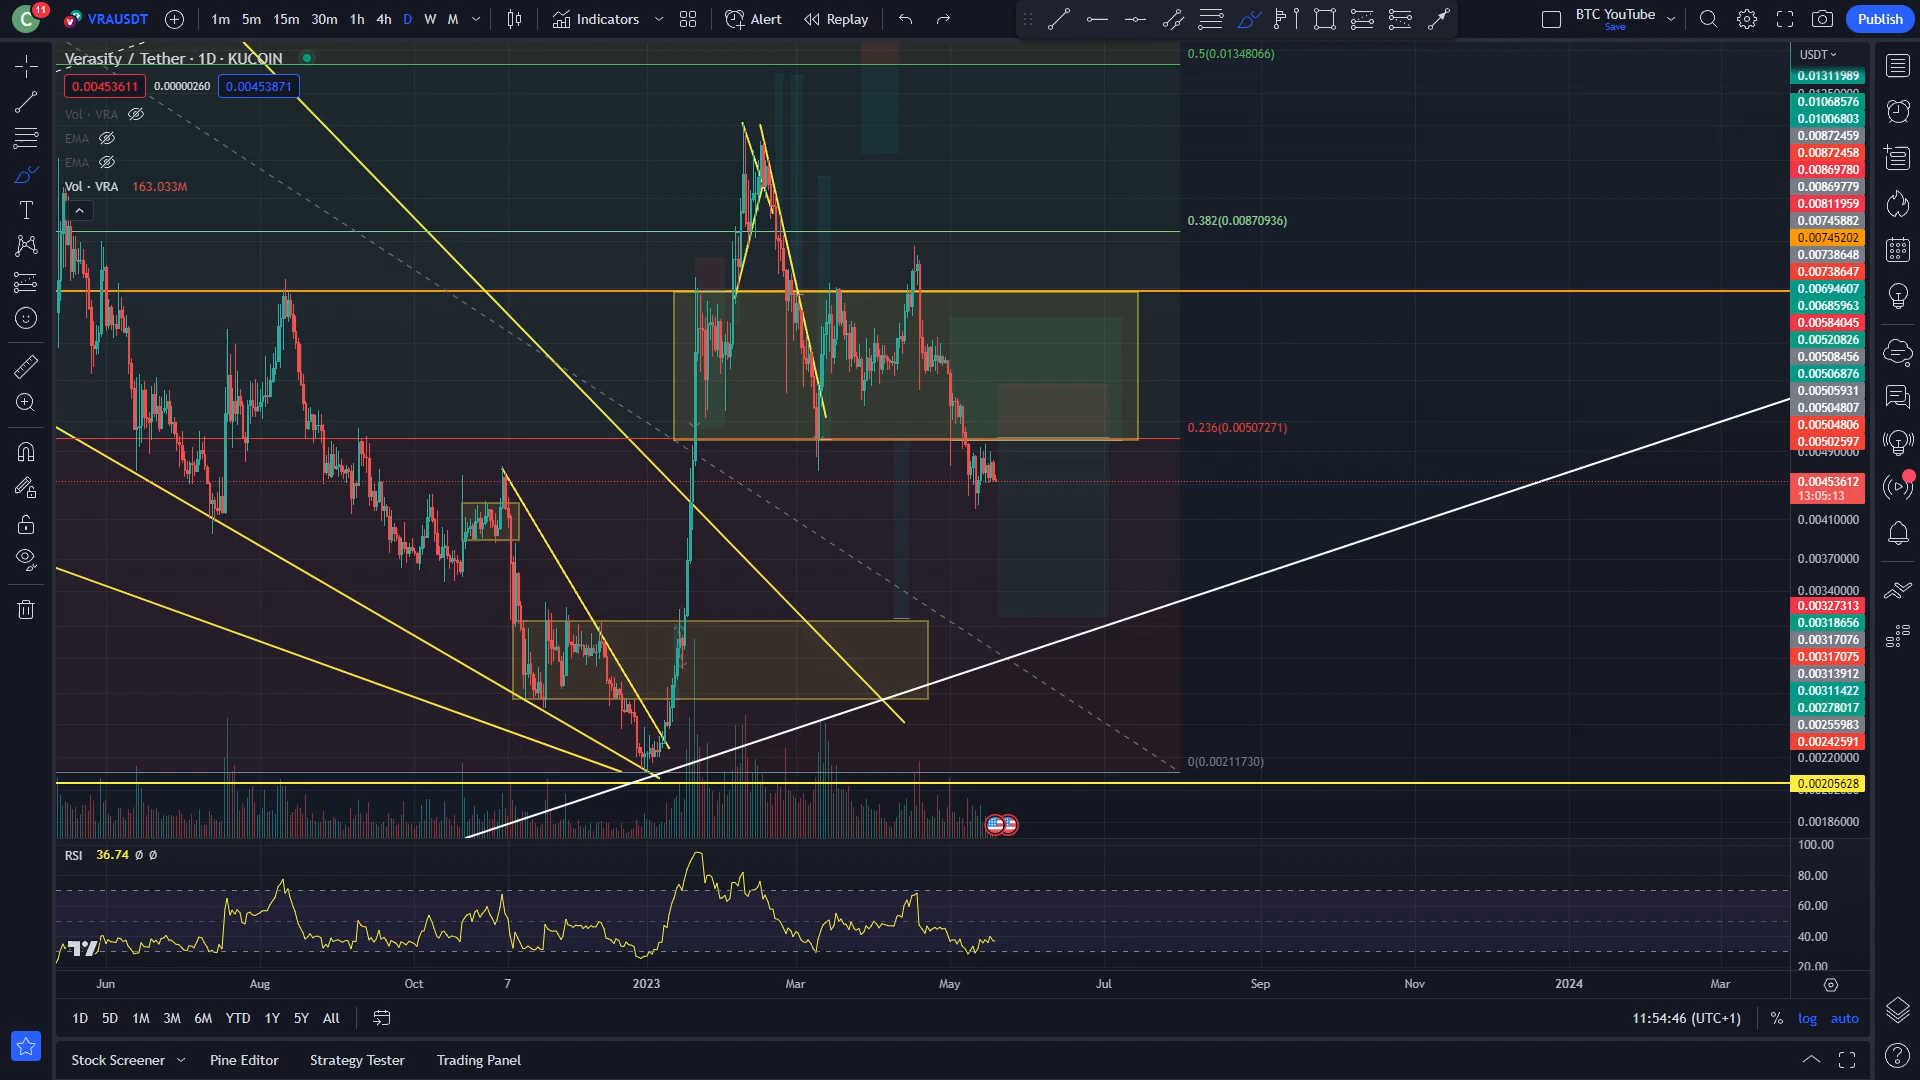 C
11
VRAUSDT
1m 5m 15m 30m 1h 4h D W M
Indicators
Alert
Replay
BTC YouTube
Save
Publish
Verasity / Tether · 1D · KUCOIN
0.00453611 0.00000260 0.00453871
Vol · VRA
EMA
EMA
Vol · VRA 163.033M
0.5(0.01348066)
0.382(0.00870936)
0.236(0.00507271)
0(0.00211730)
USDT
0.01311989
0.01068576
0.01006803
0.00872459
0.00872458
0.00869780
0.00869779
0.00811959
0.00745882
0.00745202
0.00738648
0.00738647
0.00694607
0.00685963
0.00584045
0.00520826
0.00508456
0.00506876
0.00505931
0.00504807
0.00504806
0.00502597
0.00490000
0.00453612
13:05:13
0.00410000
0.00370000
0.00340000
0.00327313
0.00318656
0.00317076
0.00317075
0.00313912
0.00311422
0.00278017
0.00255983
0.00242591
0.00220000
0.00205628
0.00186000
RSI 36.74 Ø Ø
100.00
80.00
60.00
40.00
20.00
Jun Aug Oct 7 2023 Mar May Jul Sep Nov 2024 Mar
1D 5D 1M 3M 6M YTD 1Y 5Y All
11:54:46 (UTC+1) % log auto
Stock Screener Pine Editor Strategy Tester Trading Panel